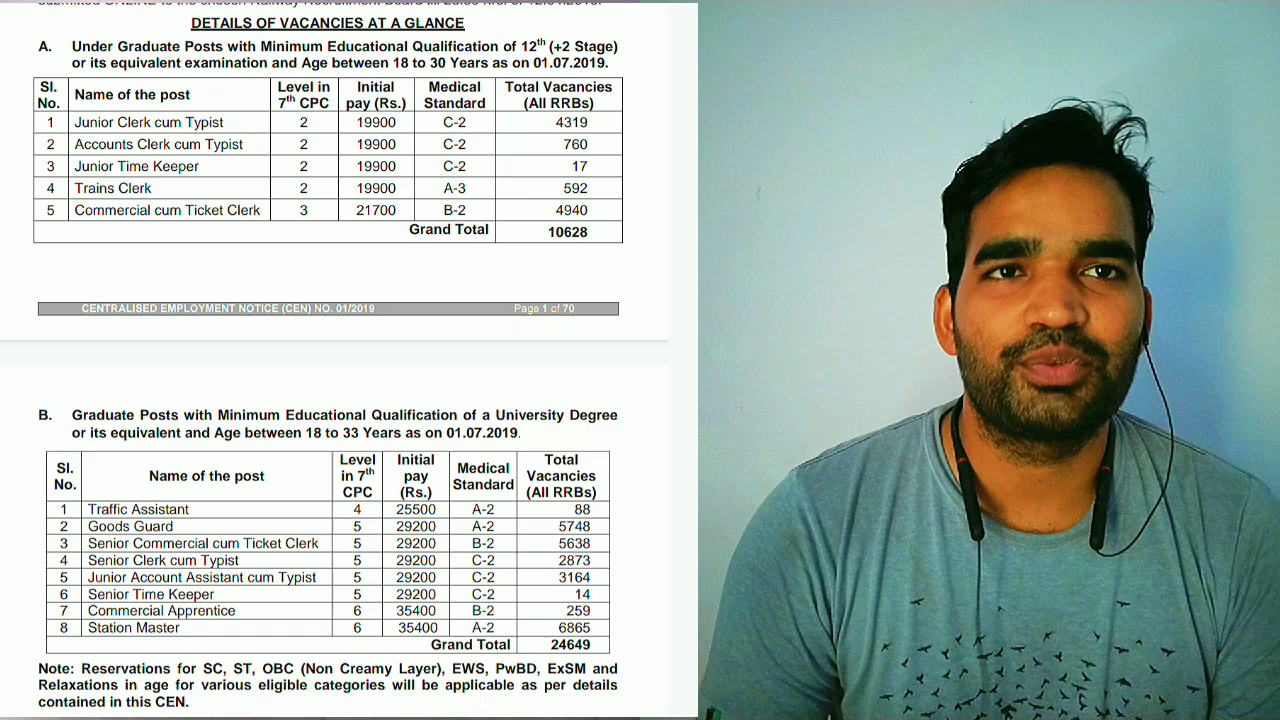 DETAILS OF VACANCIES AT A GLANCE
A. Under Graduate Posts with Minimum Educational Qualification of 12th (+2 Stage)
or its equivalent examination and Age between 18 to 30 Years as on 01.07.2019.
Sl. No. Name of the post Level in 7th CPC Initial pay (Rs.) Medical Standard Total Vacancies (All RRBs)
1 Junior Clerk cum Typist 2 19900 C-2 4319
2 Accounts Clerk cum Typist 2 19900 C-2 760
3 Junior Time Keeper 2 19900 C-2 17
4 Trains Clerk 2 19900 A-3 592
5 Commercial cum Ticket Clerk 3 21700 B-2 4940
Grand Total 10628
CENTRALISED EMPLOYMENT NOTICE (CEN) NO. 01/2019 Page 1 of 70
B. Graduate Posts with Minimum Educational Qualification of a University Degree
or its equivalent and Age between 18 to 33 Years as on 01.07.2019.
Sl. No. Name of the post Level in 7th CPC Initial pay (Rs.) Medical Standard Total Vacancies (All RRBs)
1 Traffic Assistant 4 25500 A-2 88
2 Goods Guard 5 29200 A-2 5748
3 Senior Commercial cum Ticket Clerk 5 29200 B-2 5638
4 Senior Clerk cum Typist 5 29200 C-2 2873
5 Junior Account Assistant cum Typist 5 29200 C-2 3164
6 Senior Time Keeper 5 29200 C-2 14
7 Commercial Apprentice 6 35400 B-2 259
8 Station Master 6 35400 A-2 6865
Grand Total 24649
Note: Reservations for SC, ST, OBC (Non Creamy Layer), EWS, PwBD, ExSM and
Relaxations in age for various eligible categories will be applicable as per details
contained in this CEN.